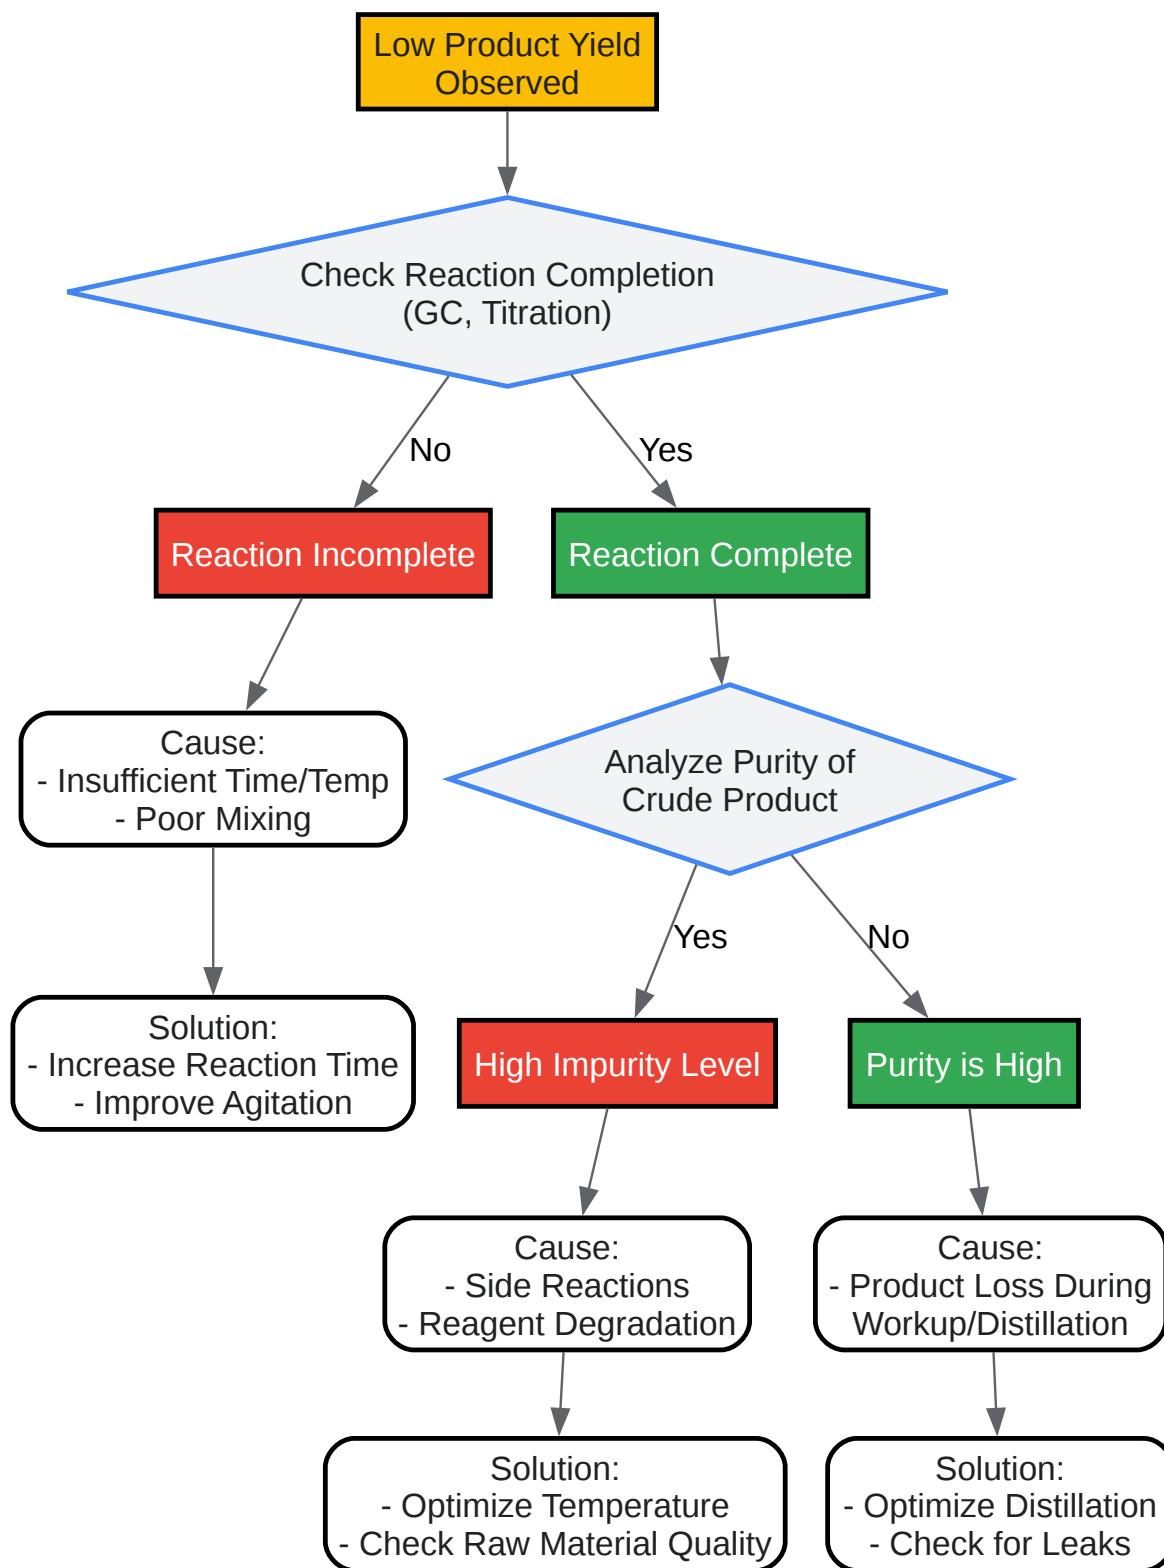 Low Product Yield
Observed
Check Reaction Completion
(GC, Titration)
No
Yes
Reaction Incomplete
Reaction Complete
Cause:
- Insufficient Time/Temp
- Poor Mixing
Analyze Purity of
Crude Product
Yes
No
Solution:
- Increase Reaction Time
- Improve Agitation
High Impurity Level
Purity is High
Cause:
- Side Reactions
- Reagent Degradation
Cause:
- Product Loss During
Workup/Distillation
Solution:
- Optimize Temperature
- Check Raw Material Quality
Solution:
- Optimize Distillation
- Check for Leaks